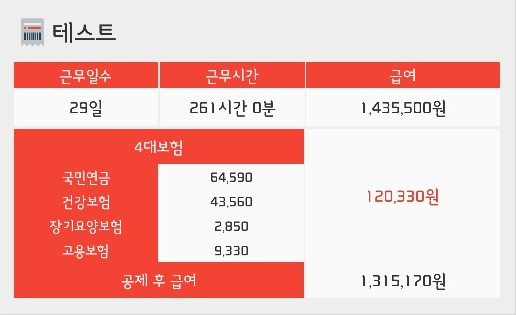 테스트
근무일수 근무시간 급여
29일 261시간 0분 1,435,500원
4대보험
국민연금 64,590
건강보험 43,560
120,330원
장기요양보험 2,850
고용보험 9,330
공제 후 급여 1,315,170원